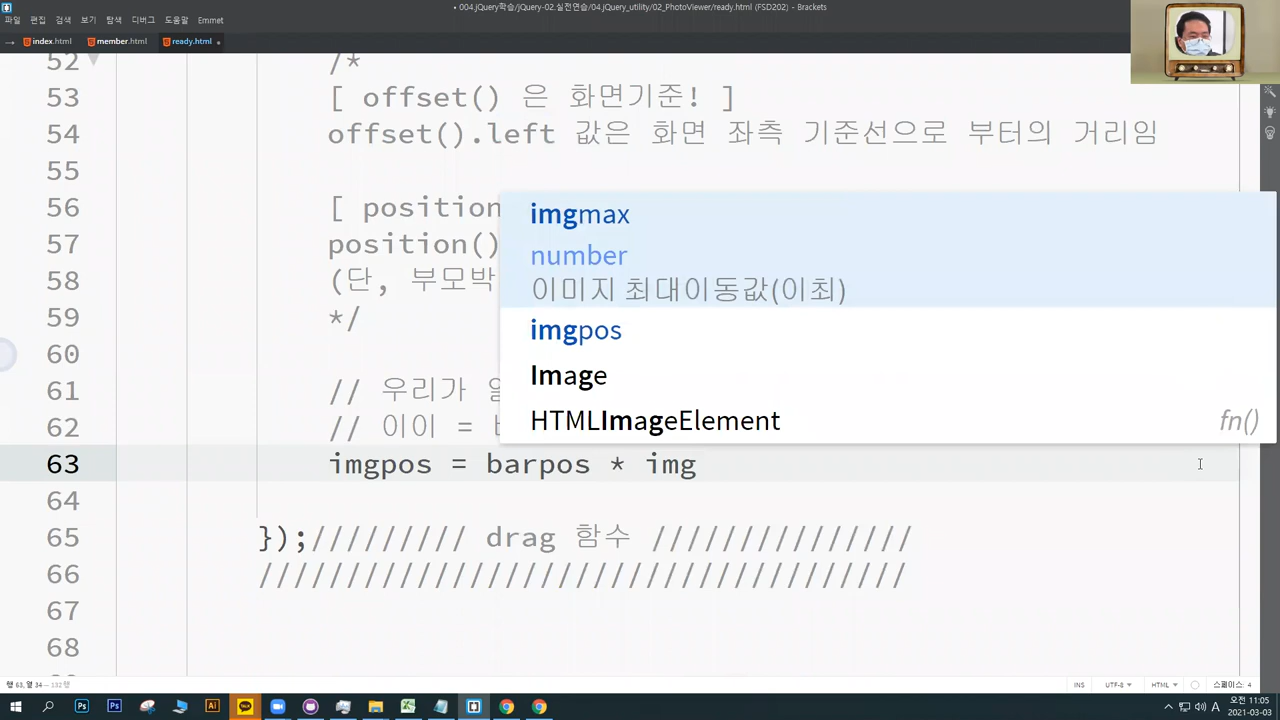 • 004.jQuery학습/jQuery-02.실전연습/04.jQuery_utility/02_PhotoViewer/ready.html (FSD202) - Brackets
파일 편집 검색 보기 탐색 디버그 도움말 Emmet
index.html member.html ready.html
52 /*
53 [ offset() 은 화면기준! ]
54 offset().left 값은 화면 좌측 기준선으로 부터의 거리임
55
56 [ position
57 position()
58 (단, 부모박
59 */
60
61 // 우리가
62 // 이이 =
63 imgpos = barpos * img
64
65 });///////// drag 함수 ///////////////
66 /////////////////////////////////////
67
68
imgmax
number
이미지 최대이동값(이최)
imgpos
Image
HTMLImageElement fn()
행 63, 열 34 — 132 행
INS UTF-8 HTML 스페이스: 4
오전 11:05
2021-03-03